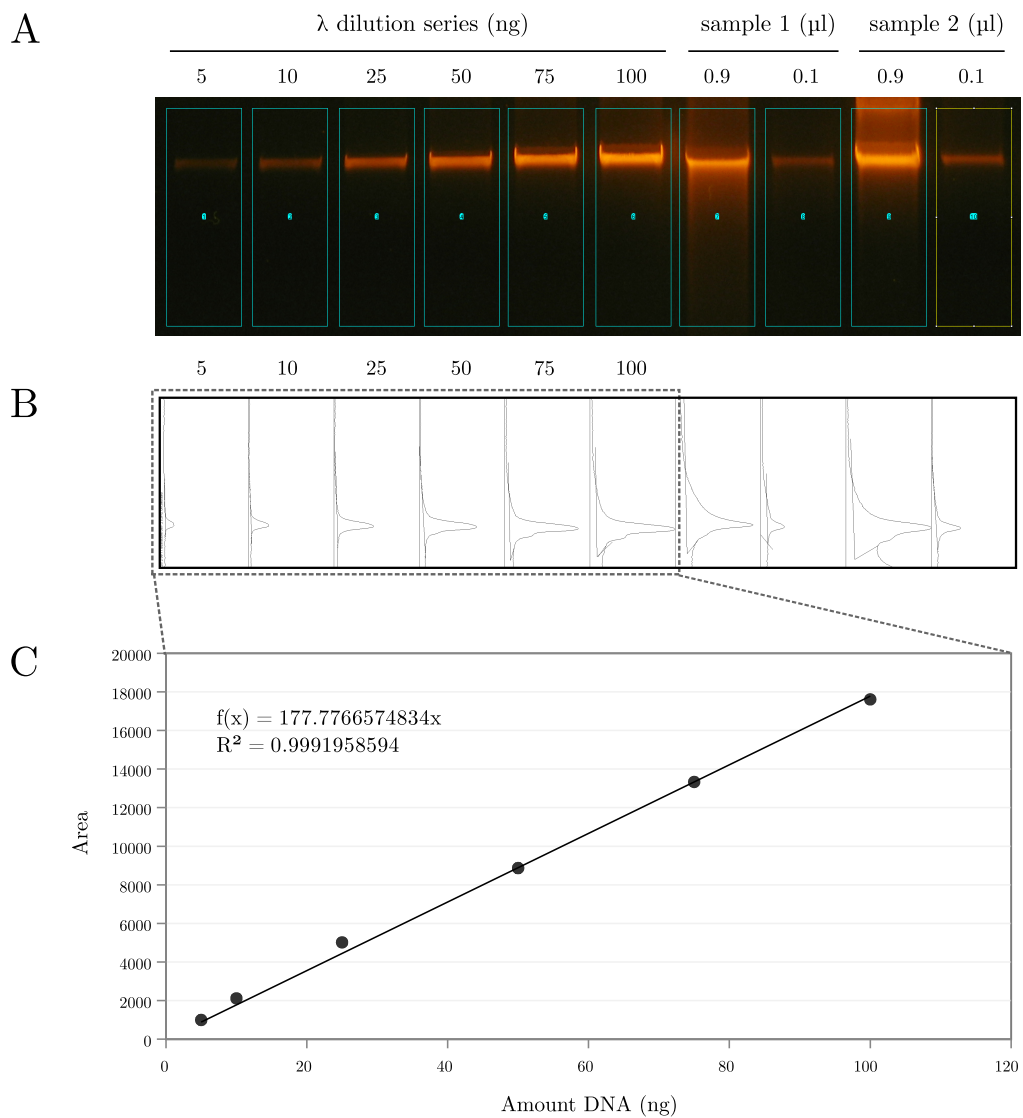 A
λ dilution series (ng)
sample 1 (µl)
sample 2 (µl)
5 10 25 50 75 100 0.9 0.1 0.9 0.1
5 10 25 50 75 100
B
C
20000
18000
16000
14000
12000
10000
8000
6000
4000
2000
0
f(x) = 177.7766574834x
R² = 0.9991958594
Area
0 20 40 60 80 100 120
Amount DNA (ng)